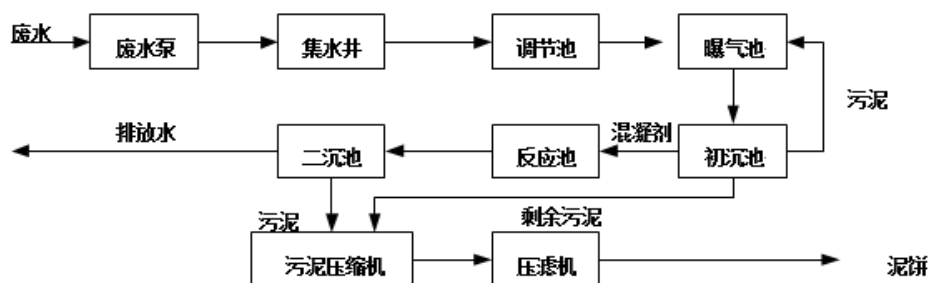 废水
废水泵
集水井
调节池
曝气池
污泥
排放水
二沉池
反应池
混凝剂
初沉池
污泥
剩余污泥
污泥压缩机
压滤机
泥饼